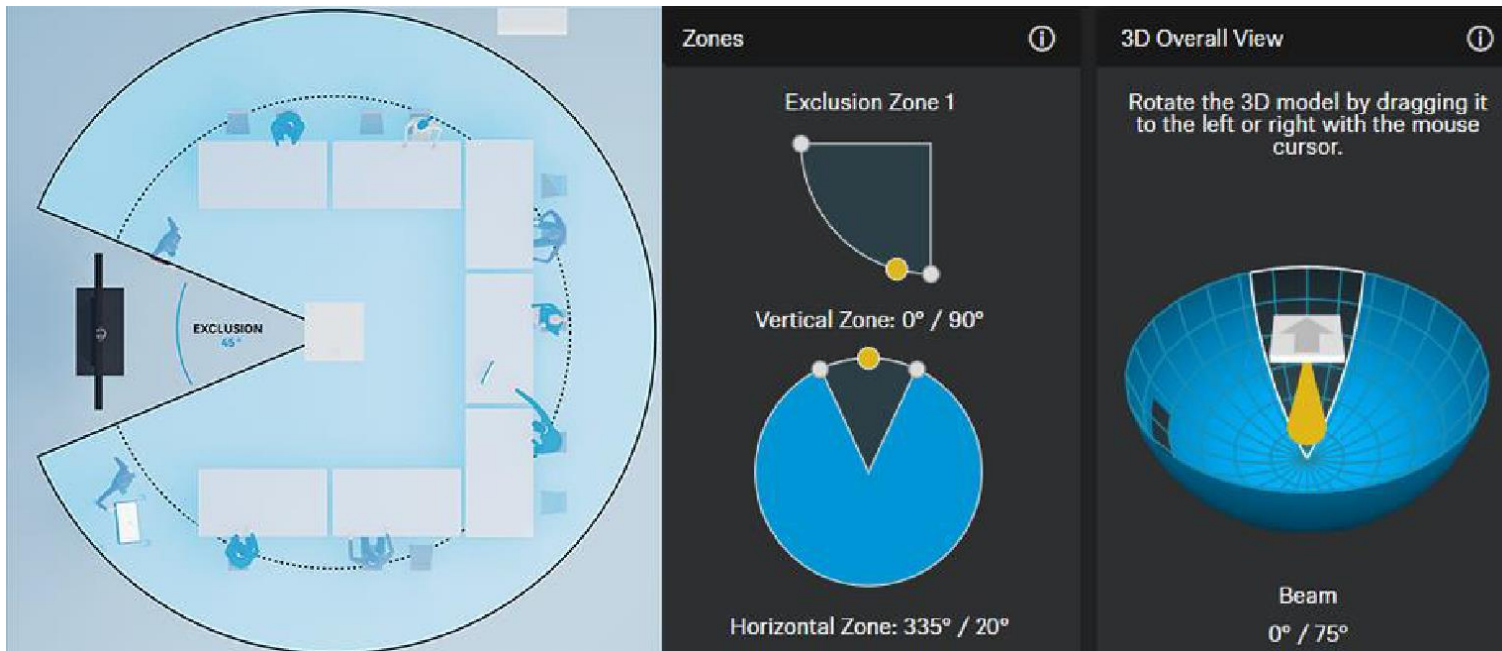 EXCLUSION
45°
Zones
Exclusion Zone 1
Vertical Zone: 0° / 90°
Horizontal Zone: 335° / 20°
3D Overall View
Rotate the 3D model by dragging it
to the left or right with the mouse
cursor.
Beam
0° / 75°